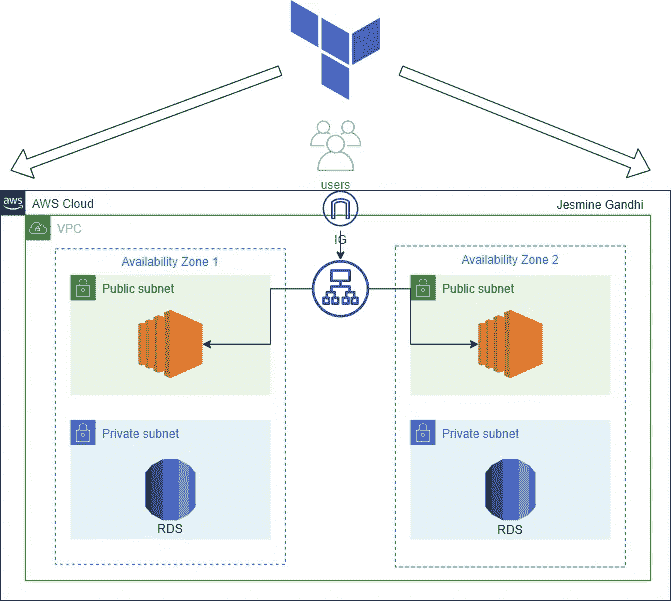 users
aws
AWS Cloud
Jesmine Gandhi
VPC
IG
Availability Zone 1
Availability Zone 2
Public subnet
Public subnet
Private subnet
Private subnet
RDS
RDS